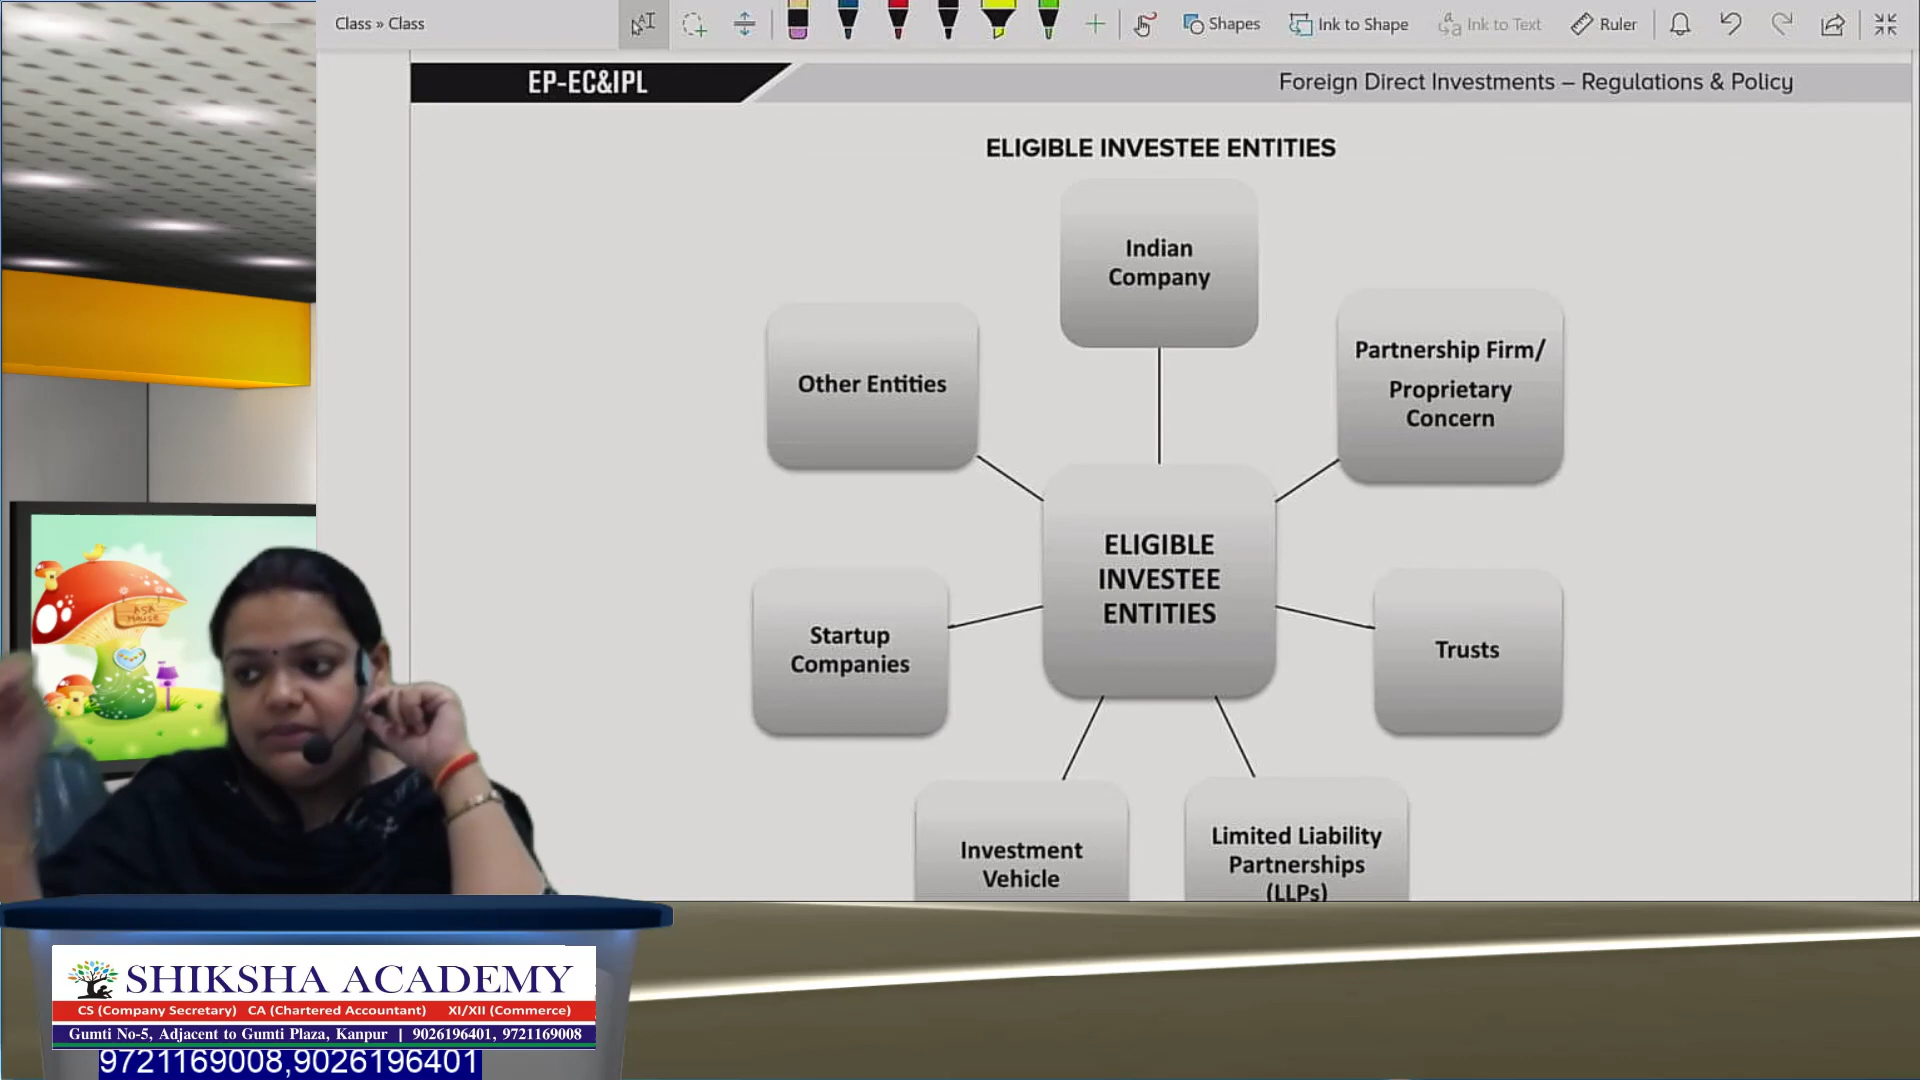 Class » Class
Shapes
Ink to Shape
Ink to Text
Ruler
EP-EC&IPL
Foreign Direct Investments – Regulations & Policy
ELIGIBLE INVESTEE ENTITIES
Indian
Company
Partnership Firm/
Proprietary
Concern
Other Entities
ELIGIBLE
INVESTEE
ENTITIES
Startup
Companies
Trusts
Investment
Vehicle
Limited Liability
Partnerships
(LLPs)
ASA
House
SHIKSHA ACADEMY
CS (Company Secretary) CA (Chartered Accountant) XI/XII (Commerce)
Gumti No-5, Adjacent to Gumti Plaza, Kanpur | 9026196401, 9721169008
9721169008,9026196401